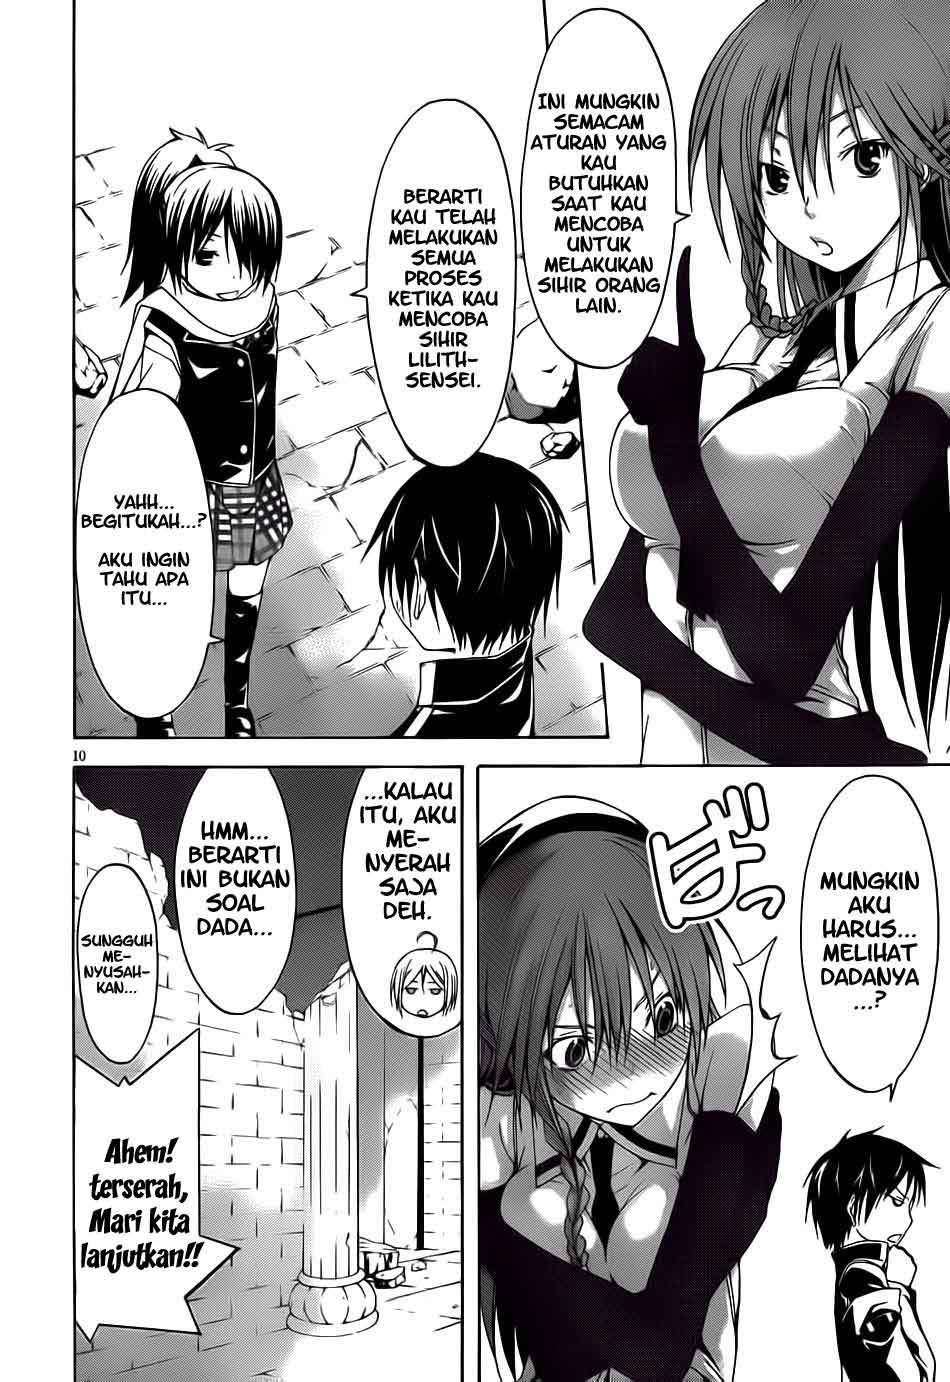 INI MUNGKIN
SEMACAM
ATURAN YANG
KAU
BUTUHKAN
SAAT KAU
MENCOBA
UNTUK
MELAKUKAN
SIHIR ORANG
LAIN.
BERARTI
KAU TELAH
MELAKUKAN
SEMUA
PROSES
KETIKA KAU
MENCOBA
SIHIR
LILITH-
SENSEI.
YAHH...
BEGITUKAH...?
AKU INGIN
TAHU APA
ITU...
10
MUNGKIN
AKU
HARUS...
MELIHAT
DADANYA
...?
ばっ
...KALAU
ITU, AKU
ME-
NYERAH
SAJA
DEH.
HMM...
BERARTI
INI BUKAN
SOAL
DADA...
SUNGGUH
ME-
NYUSAH-
KAN...
Ahem!
terserah,
Mari kita
lanjutkan!!